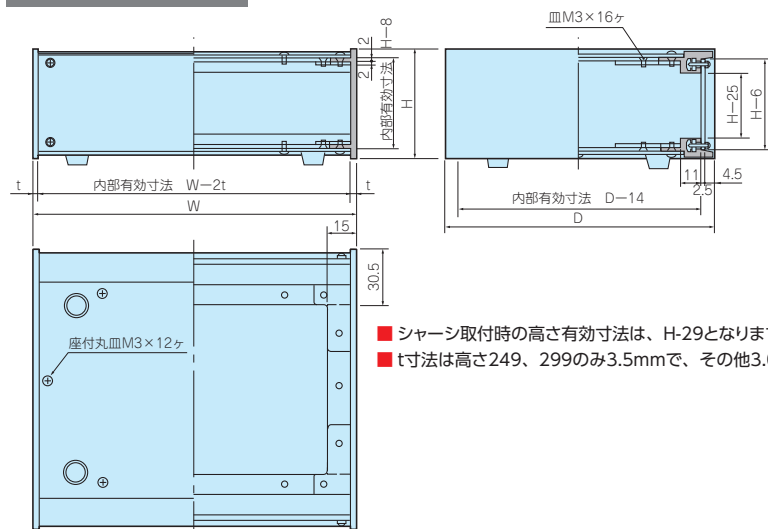 皿M3×16ヶ
2
H−8
2
内部有効寸法
H
H−25
H−6
11
4.5
2.5
t
内部有効寸法 W−2t
t
W
内部有効寸法 D−14
D
15
30.5
座付丸皿M3×12ヶ
■ シャーシ取付時の高さ有効寸法は、H-29となりま
■ t寸法は高さ249、299のみ3.5mmで、その他3.